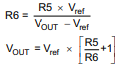 R6 = R5 × Vref / VOUT − Vref
VOUT = Vref × [R5/R6 +1]